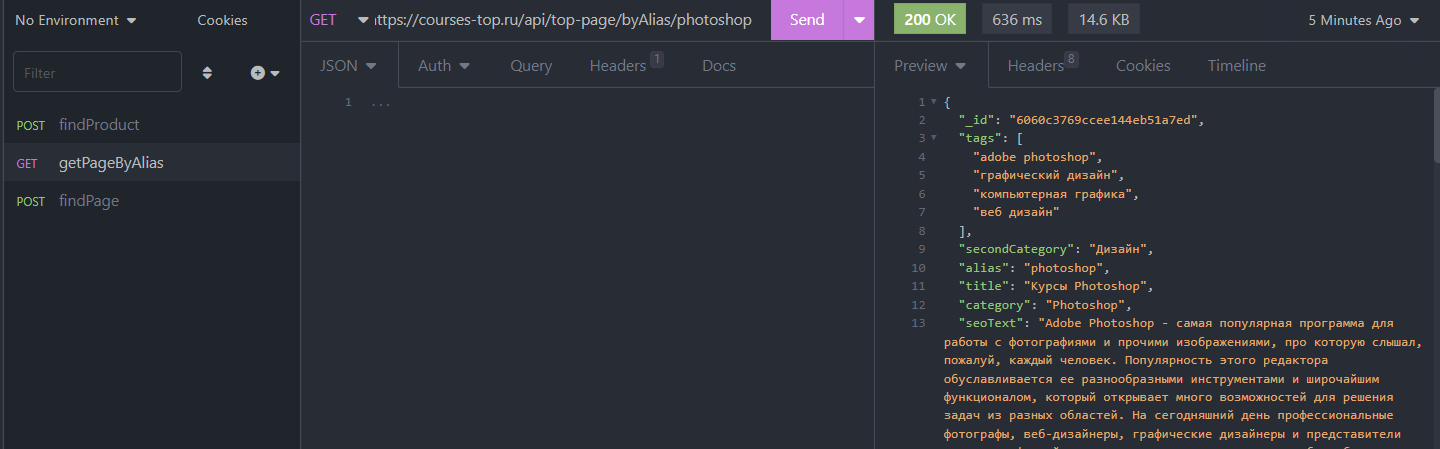 No Environment
Cookies
Filter
POST findProduct
GET getPageByAlias
POST findPage
GET ttps://courses-top.ru/api/top-page/byAlias/photoshop Send
JSON Auth Query Headers 1 Docs
1 ...
200 OK 636 ms 14.6 KB 5 Minutes Ago
Preview Headers 8 Cookies Timeline
1 {
2 "_id": "6060c3769ccee144eb51a7ed",
3 "tags": [
4 "adobe photoshop",
5 "графический дизайн",
6 "компьютерная графика",
7 "веб дизайн"
8 ],
9 "secondCategory": "Дизайн",
10 "alias": "photoshop",
11 "title": "Курсы Photoshop",
12 "category": "Photoshop",
13 "seoText": "Adobe Photoshop - самая популярная программа для
работы с фотографиями и прочими изображениями, про которую слышал,
пожалуй, каждый человек. Популярность этого редактора
обуславливается ее разнообразными инструментами и широчайшим
функционалом, который открывает много возможностей для решения
задач из разных областей. На сегодняшний день профессиональные
фотографы, веб-дизайнеры, графические дизайнеры и представители